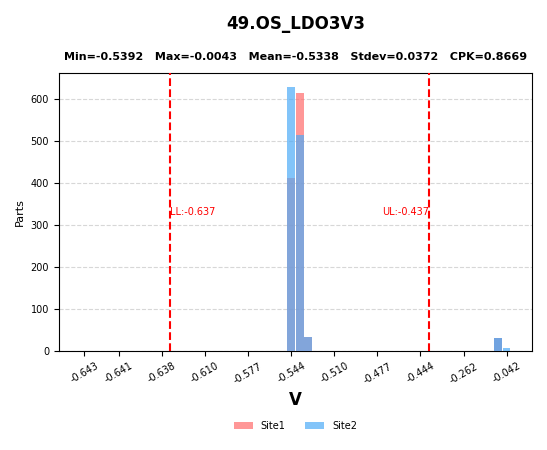 49.OS_LDO3V3
Min=-0.5392 Max=-0.0043 Mean=-0.5338 Stdev=0.0372 CPK=0.8669
600
500
400
300
200
100
0
Parts
LL:-0.637
UL:-0.437
-0.643 -0.641 -0.638 -0.610 -0.577 -0.544 -0.510 -0.477 -0.444 -0.262 -0.042
V
Site1 Site2